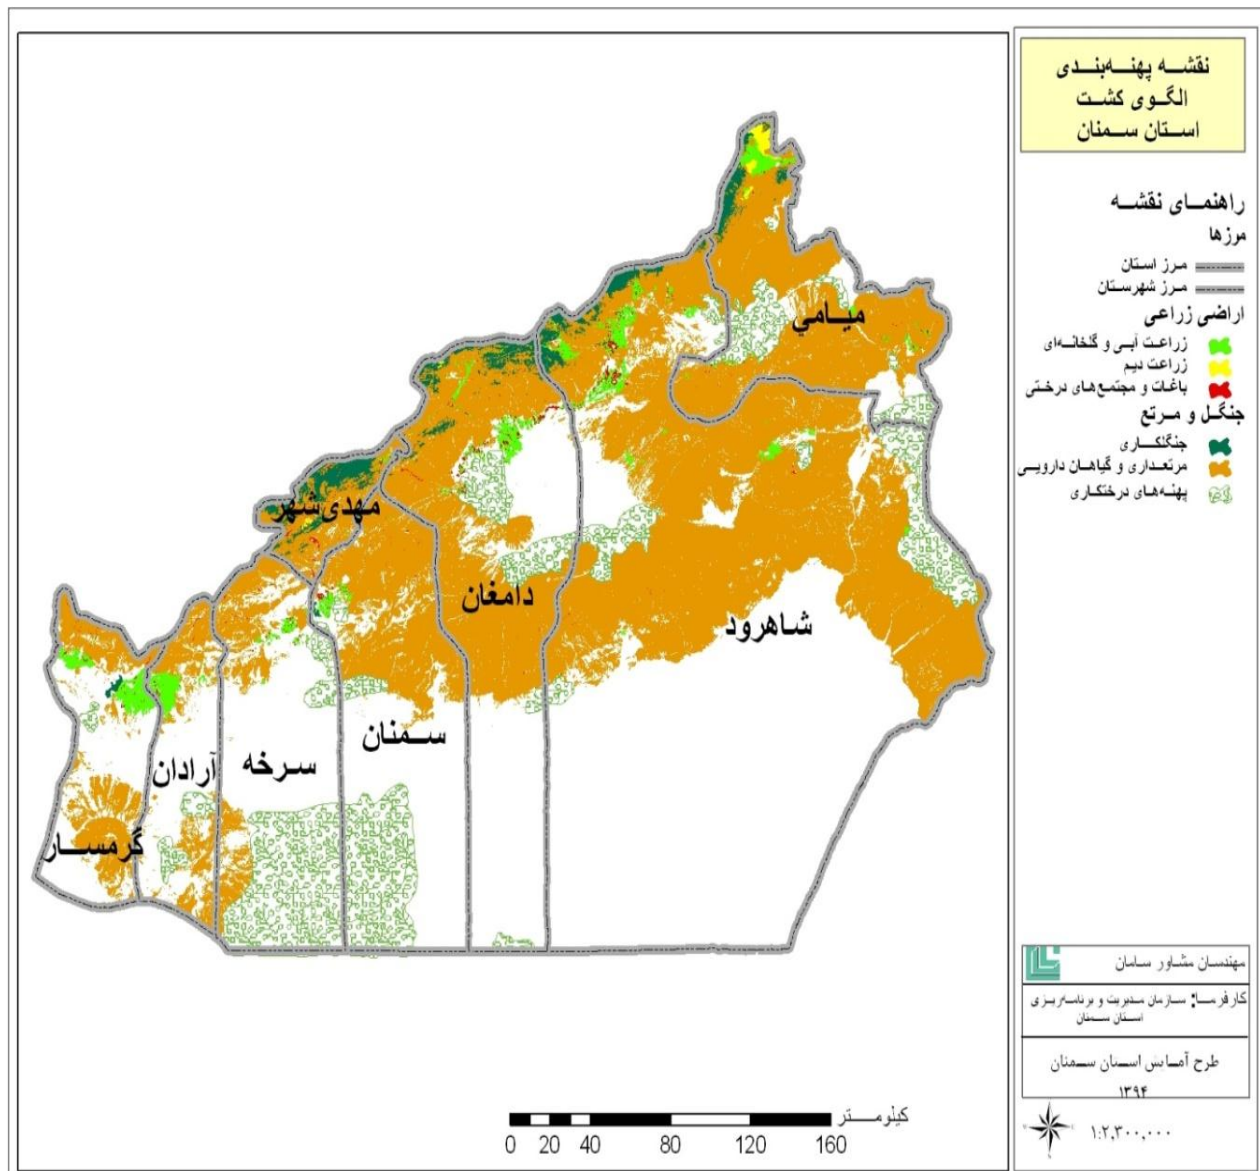 نقشه پهنه‌بندی
الگوی کشت
استان سمنان
راهنمای نقشه
مرزها
مرز استان
مرز شهرستان
اراضی زراعی
زراعت آبی و گلخانه‌ای
زراعت دیم
باغات و مجتمع‌های درختی
جنگل و مرتع
جنگلکاری
مرتعداری و گیاهان دارویی
پهنه‌های درختکاری
میامي
مهدی‌شهر
دامغان
شاهرود
سمنان
سرخه
آرادان
گرمسار
مهندسان مشاور سامان
کارفرما: سازمان مدیریت و برنامه‌ریزی
استان سمنان
طرح آمایش استان سمنان
۱۳۹۴
۱:۲,۳۰۰,۰۰۰
کیلومتر
0 20 40 80 120 160